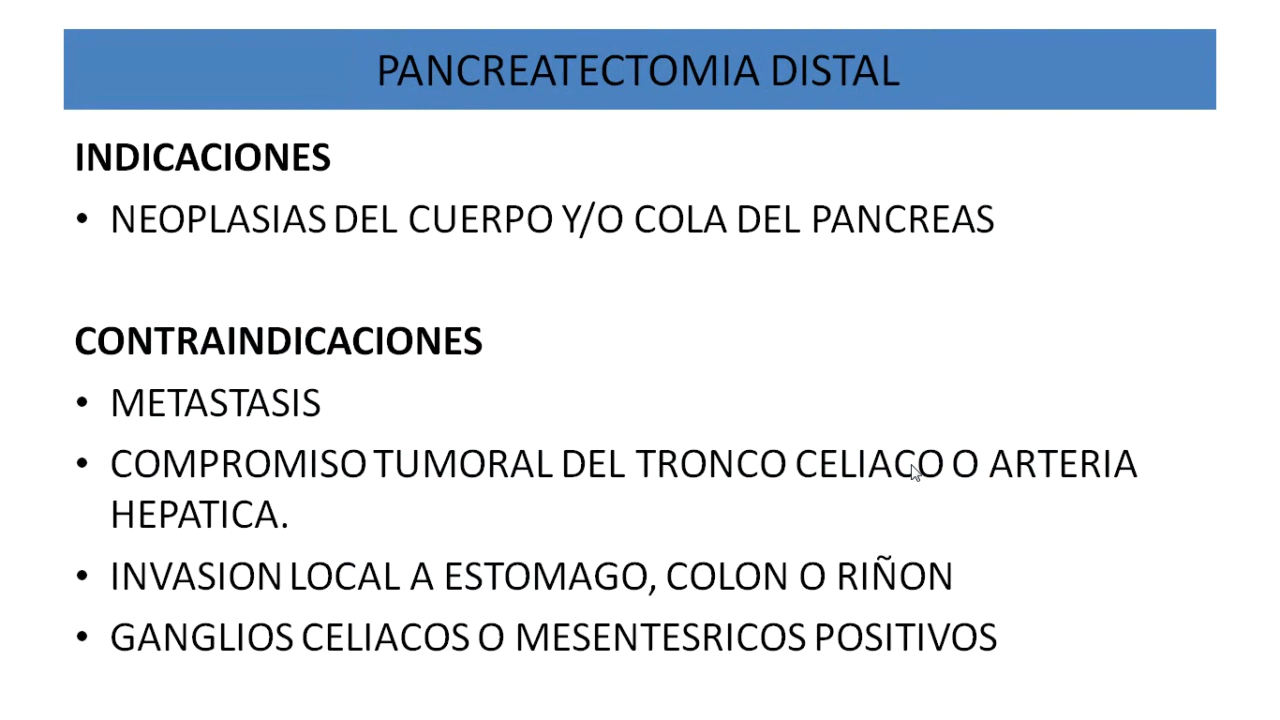 PANCREATECTOMIA DISTAL
INDICACIONES
• NEOPLASIAS DEL CUERPO Y/O COLA DEL PANCREAS
CONTRAINDICACIONES
• METASTASIS
• COMPROMISO TUMORAL DEL TRONCO CELIACO O ARTERIA
HEPATICA.
• INVASION LOCAL A ESTOMAGO, COLON O RIÑON
• GANGLIOS CELIACOS O MESENTESRICOS POSITIVOS